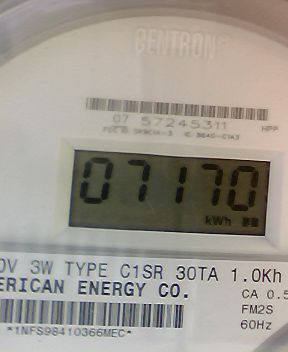 CENTRON
07 57245311
HPP
07170
kWh
0V 3W TYPE C1SR 30TA 1.0Kh
ERICAN ENERGY CO.
CA 0.5
FM2S
60Hz
*1NFS98410366MEC*